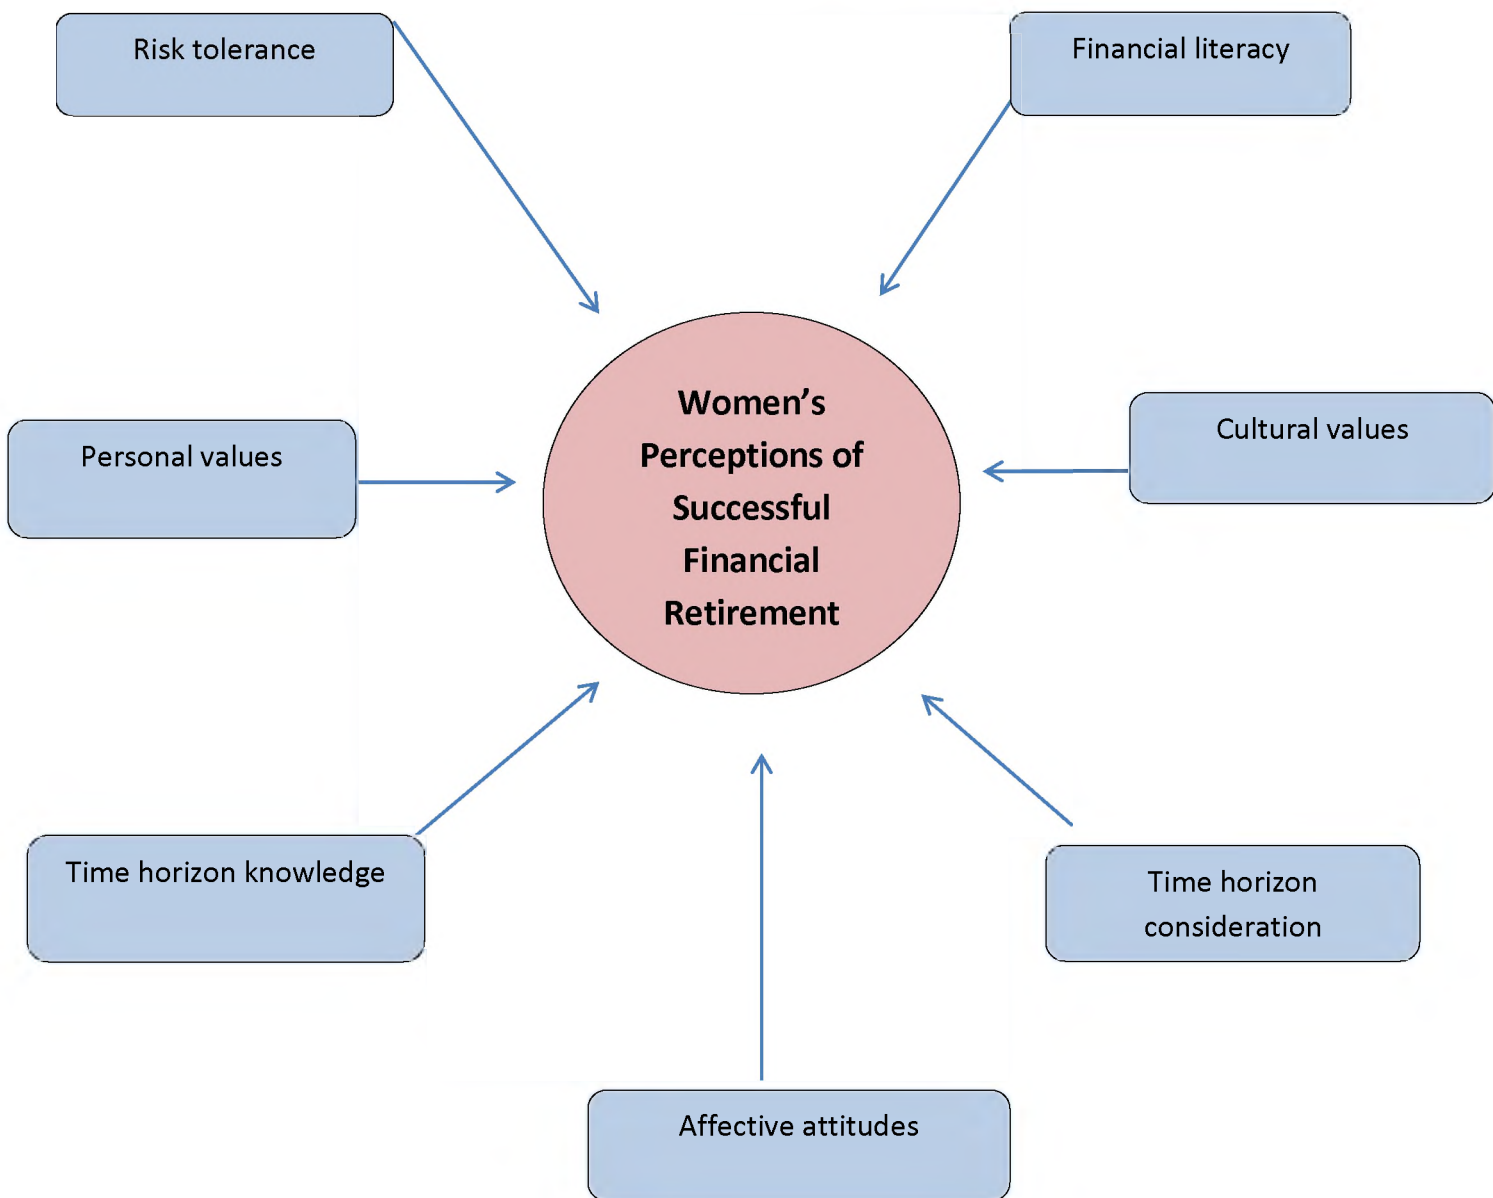 Risk tolerance
Financial literacy
Women’s
Perceptions of
Successful
Financial
Retirement
Personal values
Cultural values
Time horizon knowledge
Time horizon
consideration
Affective attitudes